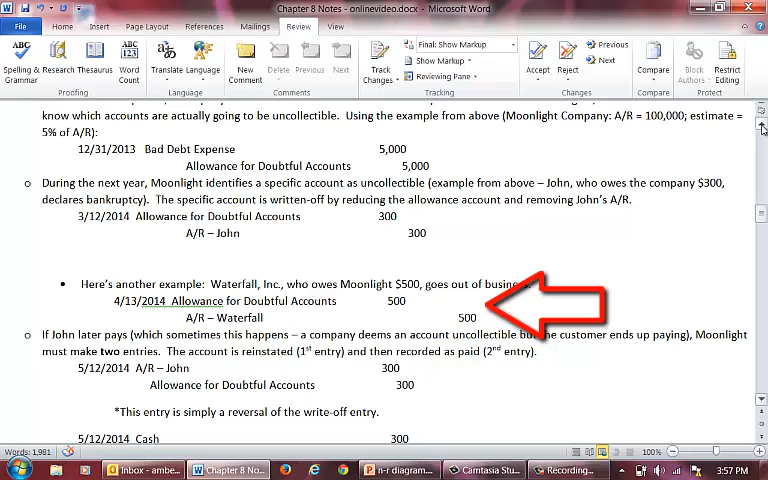 Chapter 8 Notes - onlinevideo.docx - Microsoft Word
File Home Insert Page Layout References Mailings Review View
Spelling & Grammar Research Thesaurus Word Count Translate Language New Comment Delete Previous Next Track Changes Final: Show Markup Show Markup Reviewing Pane Accept Reject Previous Next Compare Block Authors Restrict Editing
Proofing Language Comments Tracking Changes Compare Protect
know which accounts are actually going to be uncollectible. Using the example from above (Moonlight Company: A/R = 100,000; estimate =
5% of A/R):
12/31/2013 Bad Debt Expense 5,000
Allowance for Doubtful Accounts 5,000
o During the next year, Moonlight identifies a specific account as uncollectible (example from above – John, who owes the company $300,
declares bankruptcy). The specific account is written-off by reducing the allowance account and removing John's A/R.
3/12/2014 Allowance for Doubtful Accounts 300
A/R – John 300
• Here's another example: Waterfall, Inc., who owes Moonlight $500, goes out of business.
4/13/2014 Allowance for Doubtful Accounts 500
A/R – Waterfall 500
o If John later pays (which sometimes this happens – a company deems an account uncollectible but the customer ends up paying), Moonlight
must make two entries. The account is reinstated (1st entry) and then recorded as paid (2nd entry).
5/12/2014 A/R – John 300
Allowance for Doubtful Accounts 300
*This entry is simply a reversal of the write-off entry.
5/12/2014 Cash 300
Words: 1,981 100%
Inbox - ambe... Chapter 8 No... n-r diagram... Camtasia Stu... Recording... 3:57 PM